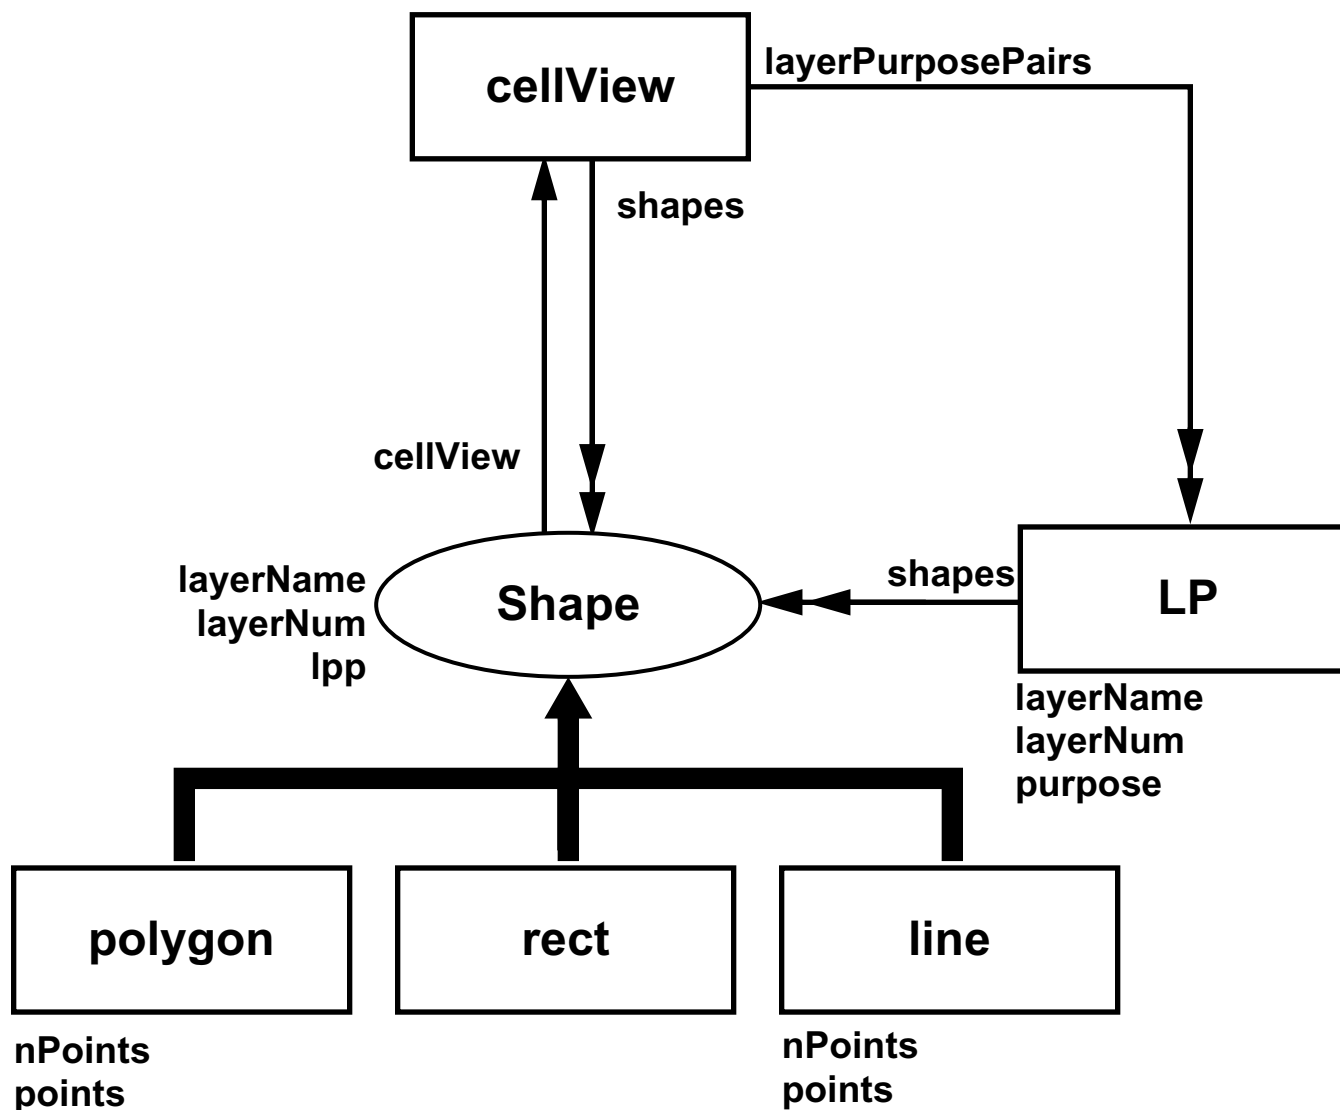 cellView
layerPurposePairs
shapes
cellView
layerName
layerNum
lpp
Shape
shapes
LP
layerName
layerNum
purpose
polygon
rect
line
nPoints
points
nPoints
points